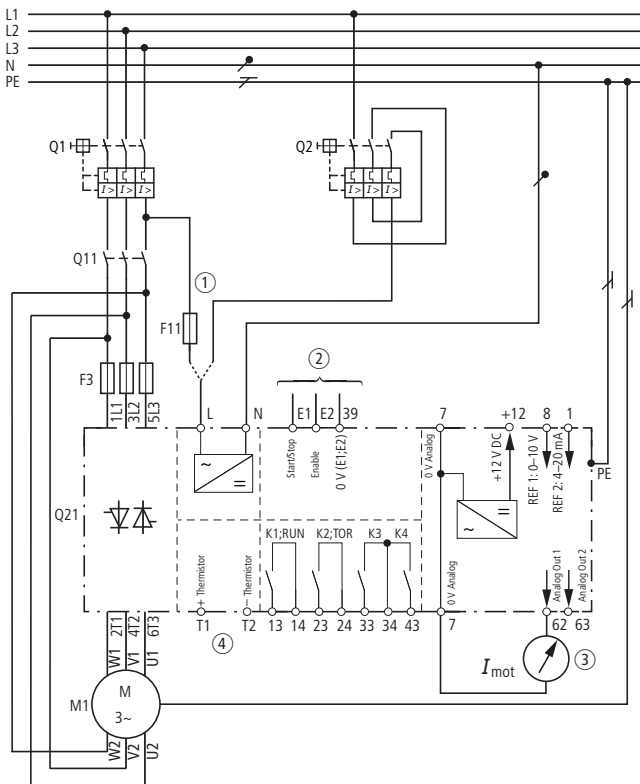 L1
L2
L3
N
PE
Q1
I> I> I>
Q2
I> I> I>
Q11
①
F11
②
F3
1L1
3L2
5L3
L
N
E1
E2
39
7
+12
8
1
Start/Stop
Enable
0 V (E1;E2)
0 V Analog
+12 V DC
REF 1: 0–10 V
REF 2: 4–20 mA
PE
~
=
~
=
Q21
K1;RUN
K2;TOR
K3
K4
+ Thermistor
- Thermistor
0 V Analog
Analog Out 1
Analog Out 2
T1
T2
13
14
23
24
33
34
43
7
62
63
④
2T1
4T2
6T3
W1
V1
U1
I mot
③
M1
M
3~
W2
V2
U2